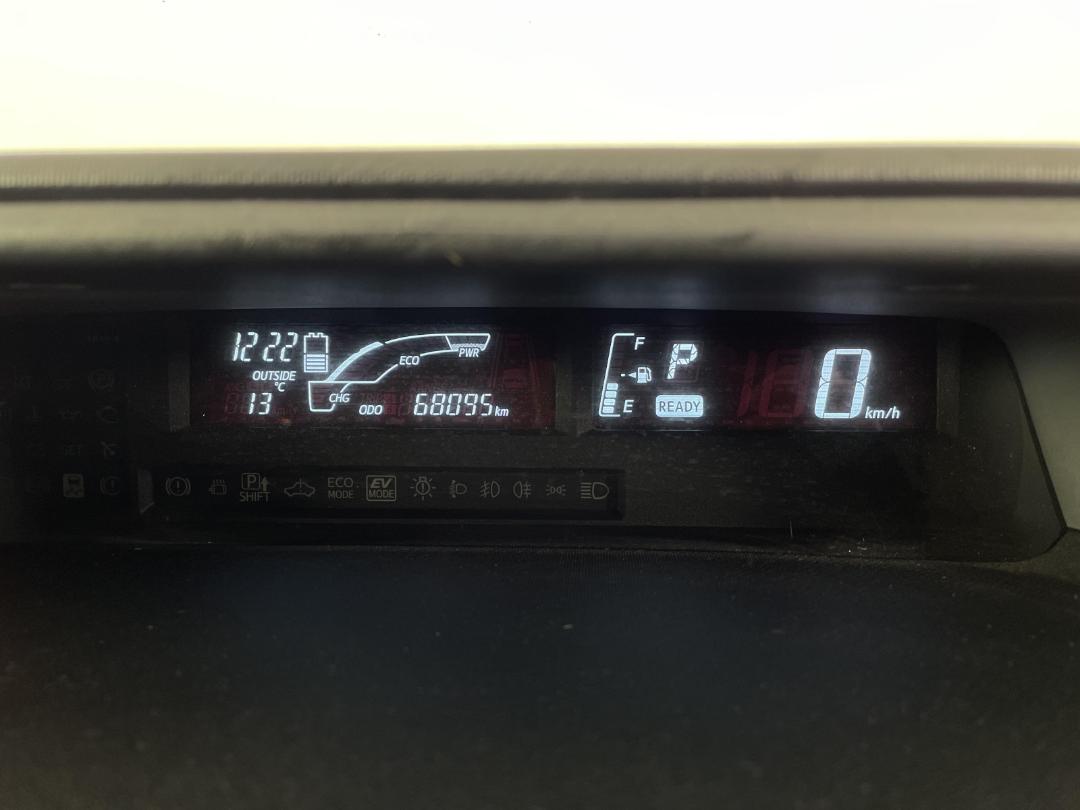 12 22
OUTSIDE
°C
13
CHG
ECO
PWR
ODO
68095 km
F
E
P
READY
0 km/h
P
SHIFT
ECO
MODE
EV
MODE